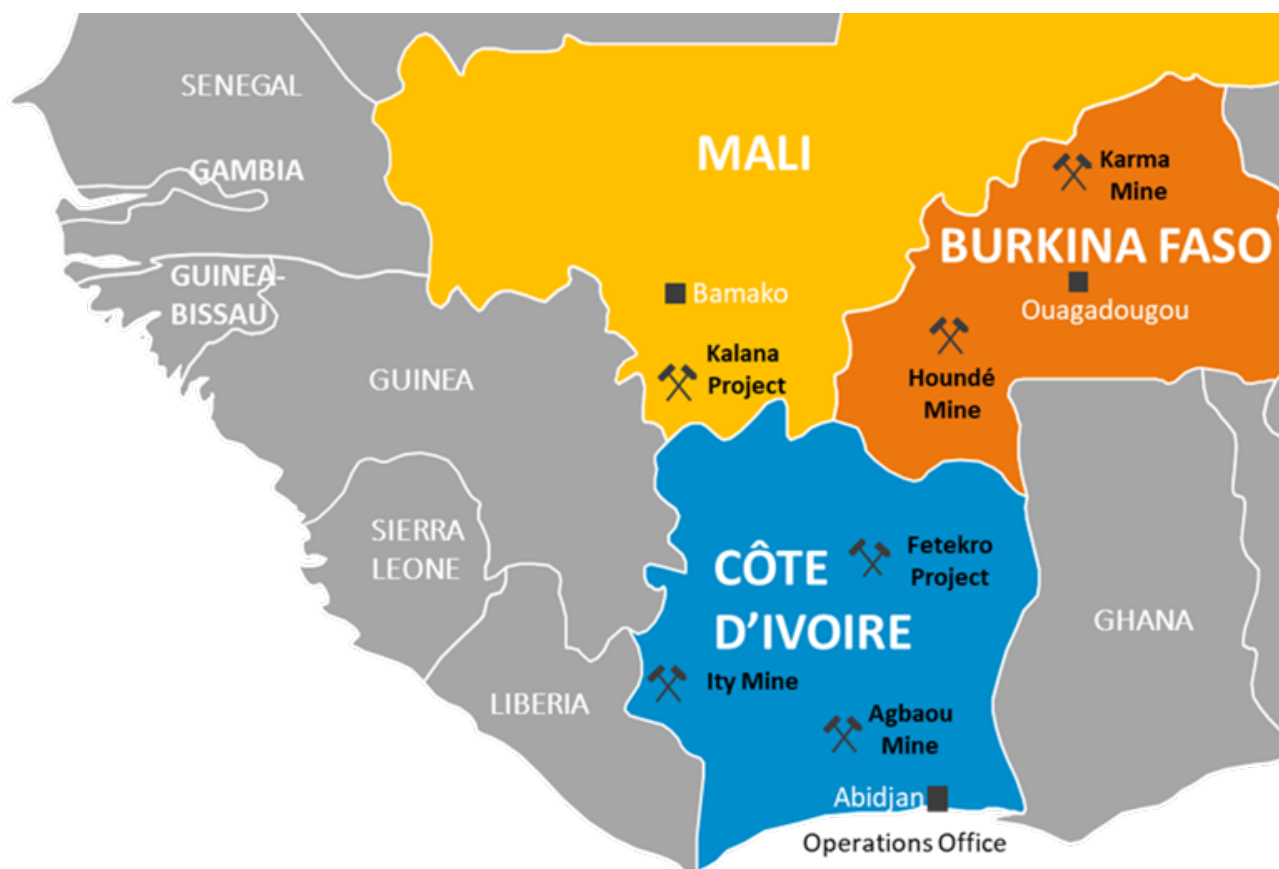 SENEGAL
GAMBIA
GUINEA-
BISSAU
GUINEA
SIERRA
LEONE
LIBERIA
MALI
Bamako
Kalana
Project
Karma
Mine
BURKINA FASO
Ouagadougou
Houndé
Mine
CÔTE
D’IVOIRE
Fetekro
Project
Ity Mine
Agbaou
Mine
Abidjan
Operations Office
GHANA